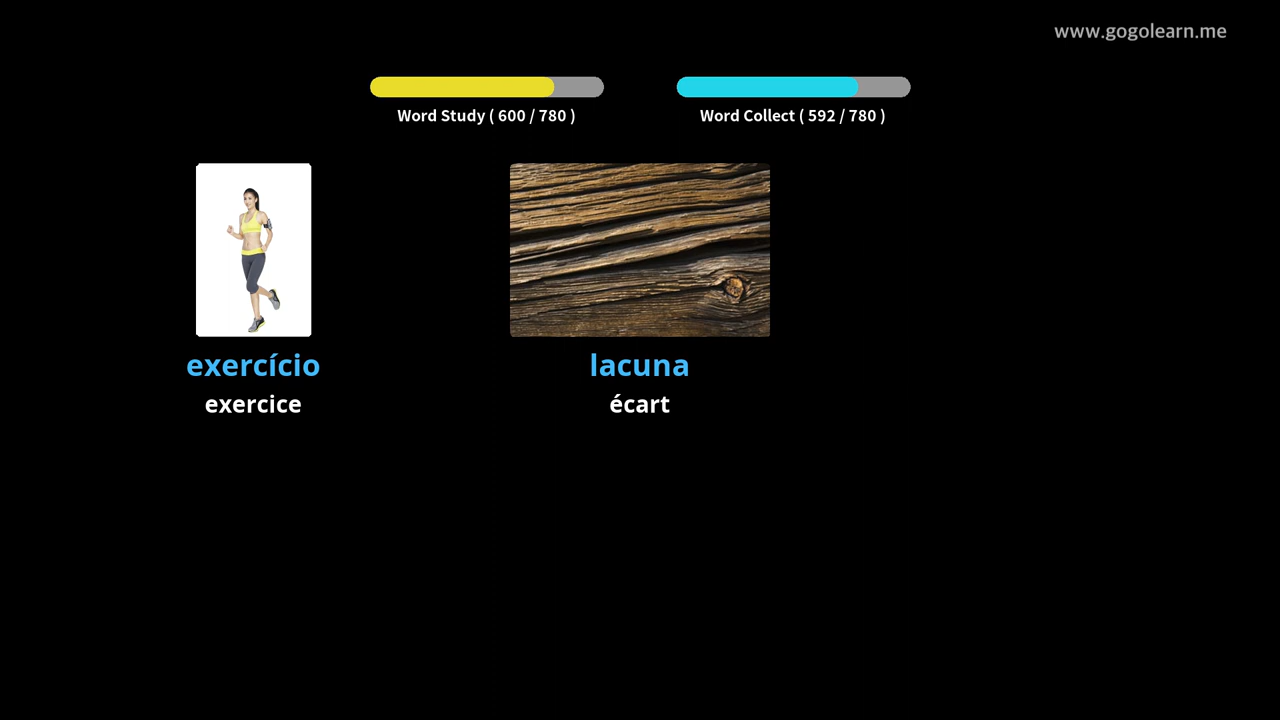 www.gogolearn.me
Word Study ( 600 / 780 )
Word Collect ( 592 / 780 )
exercício
exercice
lacuna
écart